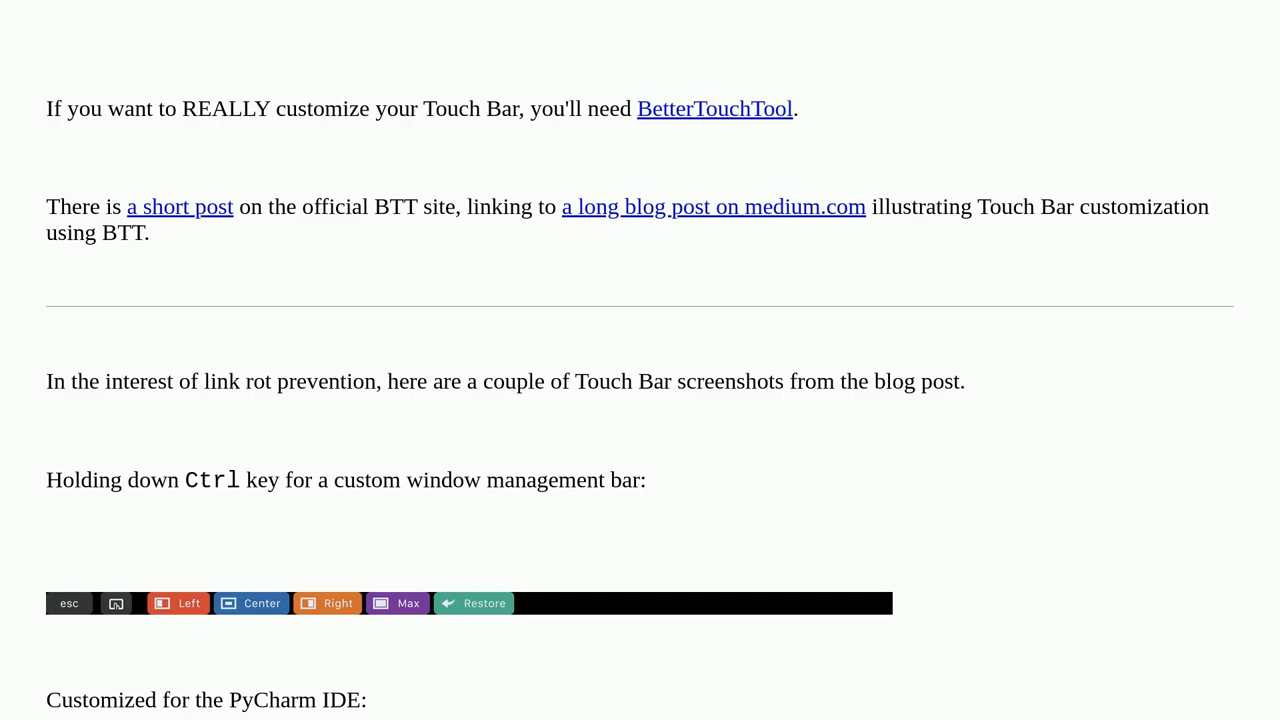 If you want to REALLY customize your Touch Bar, you'll need BetterTouchTool.
There is a short post on the official BTT site, linking to a long blog post on medium.com illustrating Touch Bar customization
using BTT.
In the interest of link rot prevention, here are a couple of Touch Bar screenshots from the blog post.
Holding down Ctrl key for a custom window management bar:
esc Left Center Right Max Restore
Customized for the PyCharm IDE: